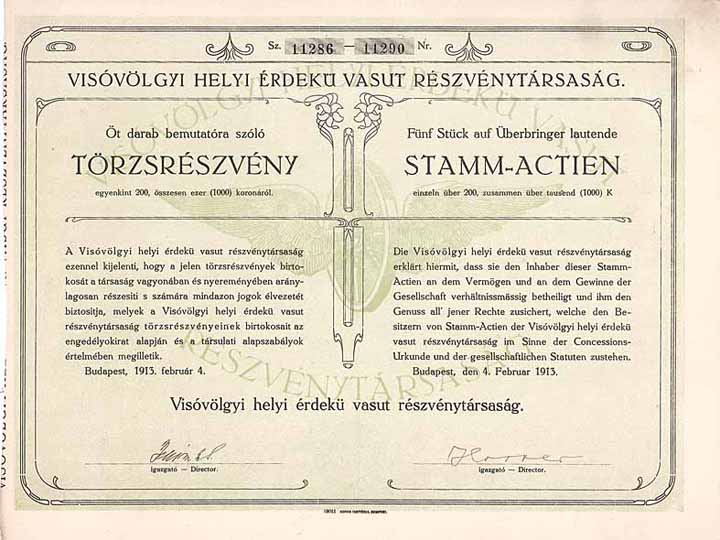 Sz. 11286 — 11290 Nr.
VISÓVÖLGYI HELYI ÉRDEKÜ VASUT RÉSZVÉNYTÁRSASÁG.
Öt darab bemutatóra szóló
TÖRZSRÉSZVÉNY
egyenkint 200, összesen ezer (1000) koronáról.
A Visóvölgyi helyi érdekü vasut részvénytársaság
ezennel kijelenti, hogy a jelen törzsrészvények birto-
kosát a társaság vagyonában és nyereményében arány-
lagosan részesiti s számára mindazon jogok élvezetét
biztositja, melyek a Visóvölgyi helyi érdekü vasut
részvénytársaság törzsrészvényeinek birtokosait az
engedélyokirat alapján és a társulati alapszabályok
értelmében megilletik.
Budapest, 1913. február 4.
Fünf Stück auf Überbringer lautende
STAMM-ACTIEN
einzeln über 200, zusammen über tausend (1000) K
Die Visóvölgyi helyi érdekü vasut részvénytársaság
erklärt hiermit, dass sie den Inhaber dieser Stamm-
Actien an dem Vermögen und an dem Gewinne der
Gesellschaft verhältnissmässig betheiligt und ihm den
Genuss all' jener Rechte zusichert, welche den Be-
sitzern von Stamm-Actien der Visóvölgyi helyi érdekü
vasut részvénytársaság im Sinne der Concessions-
Urkunde und der gesellschaftlichen Statuten zustehen.
Budapest, den 4. Februar 1913.
Visóvölgyi helyi érdekü vasut részvénytársaság.
igazgató — Director.
igazgató — Director.
VISÓVÖLGYI HELYI ÉRDEKÜ VASUT
RÉSZVÉNYTÁRSASÁG